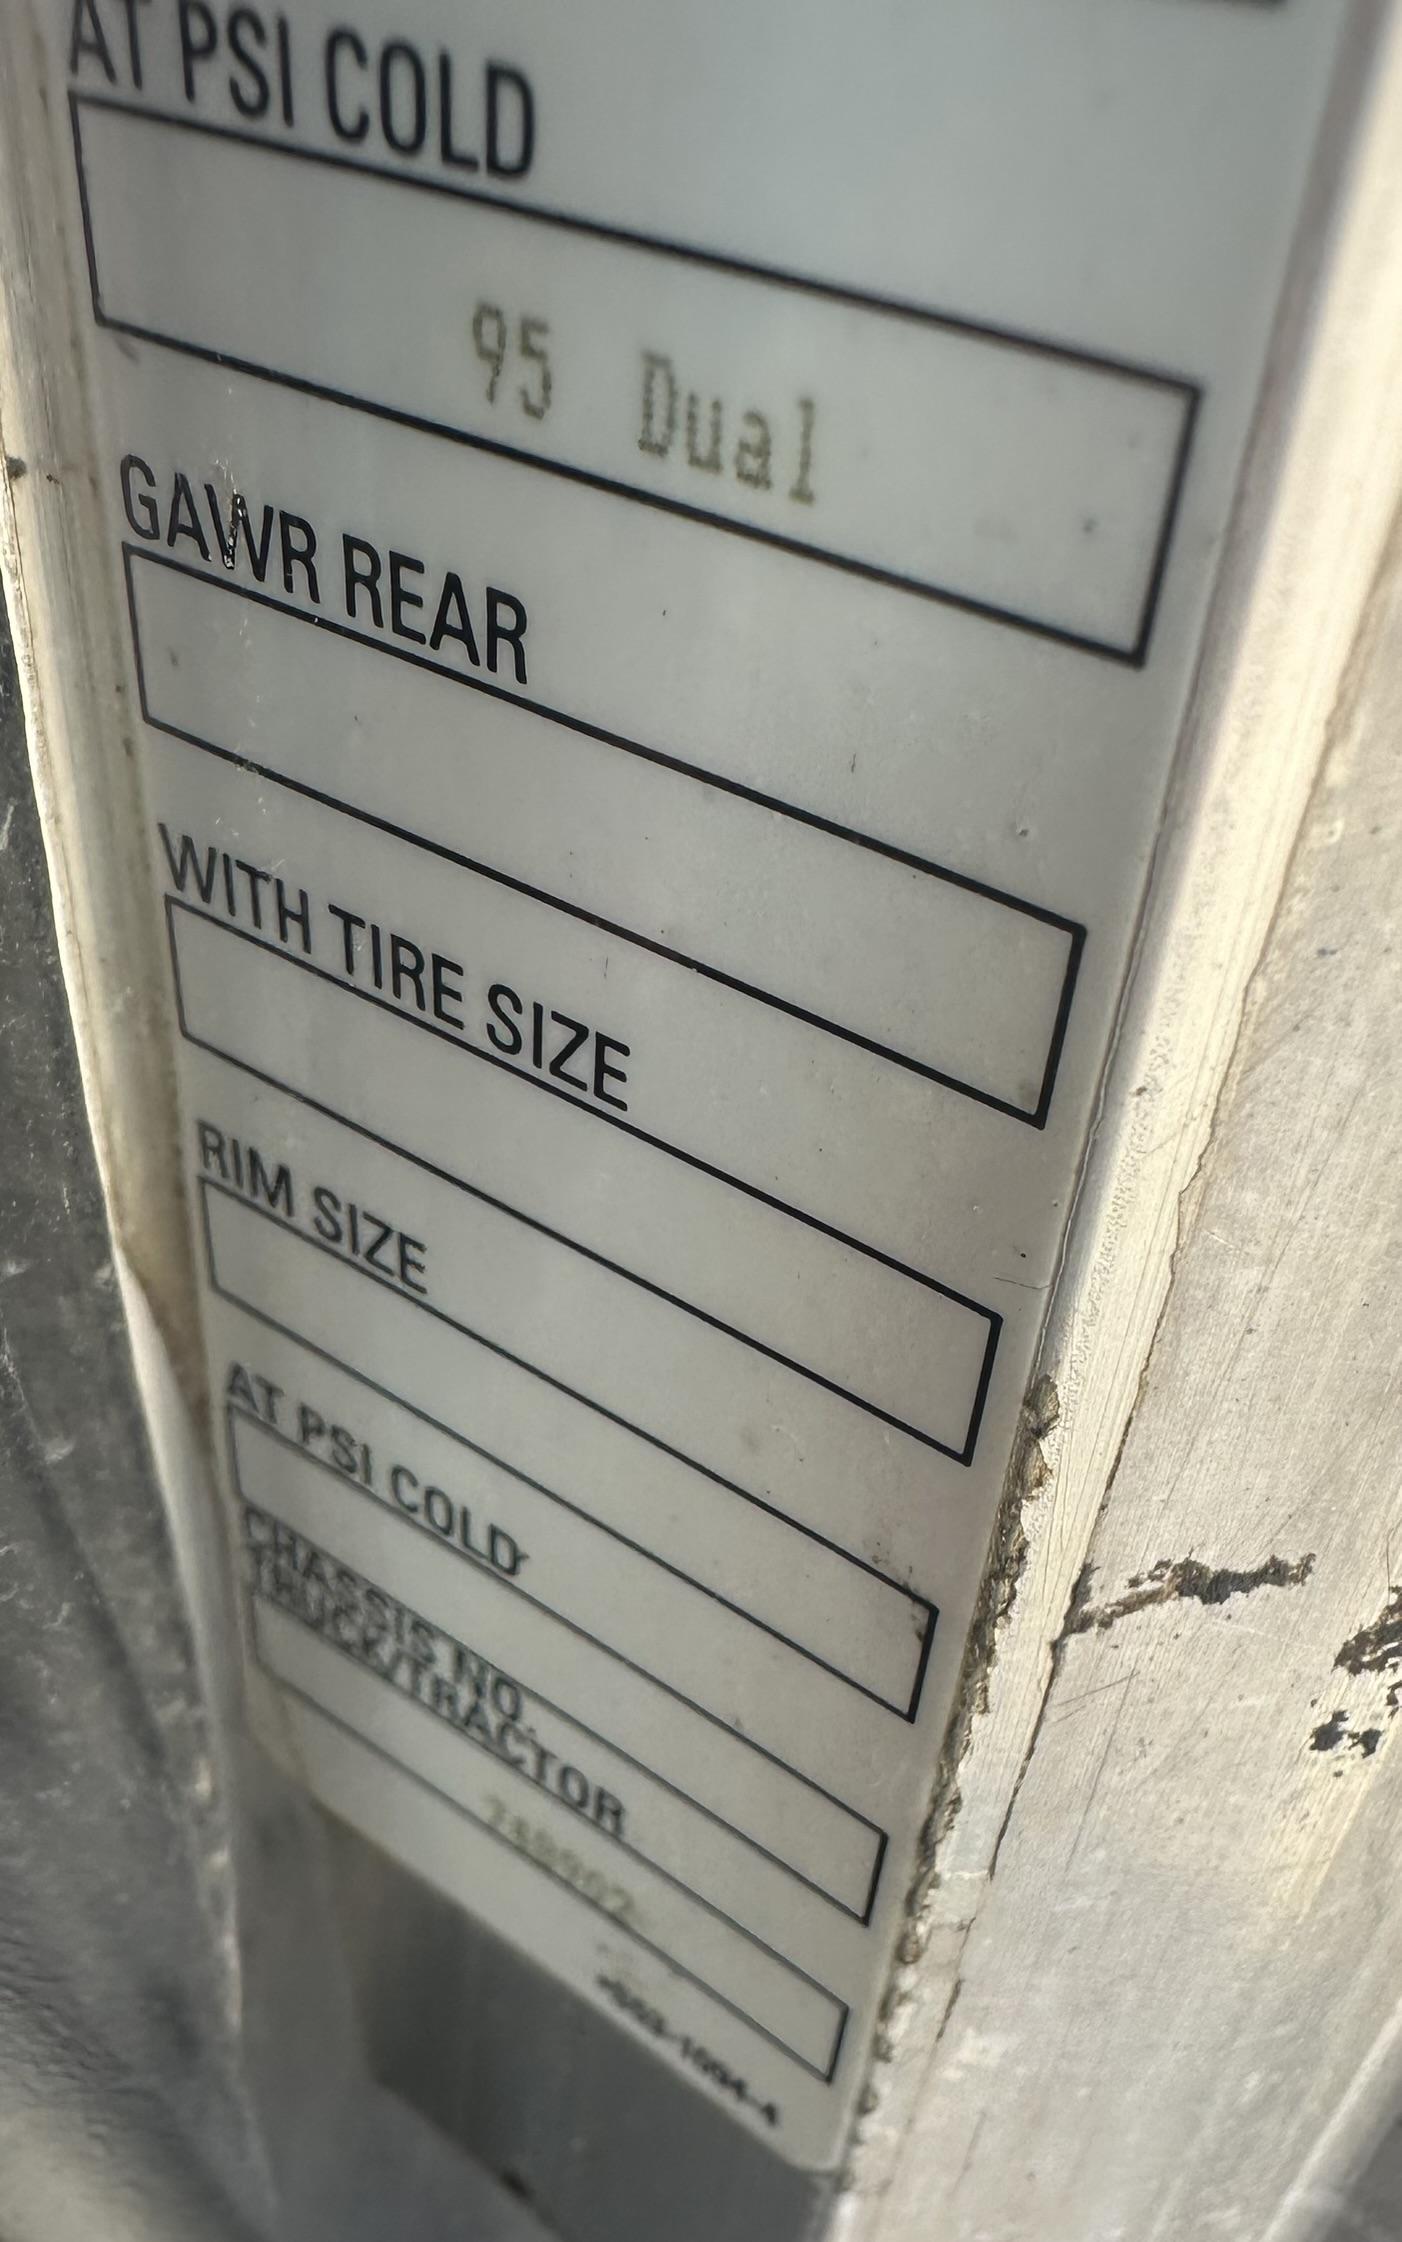 AT PSI COLD
95 Dual
GAWR REAR
WITH TIRE SIZE
RIM SIZE
AT PSI COLD
CHASSIS NO.
TRUCK/TRACTOR